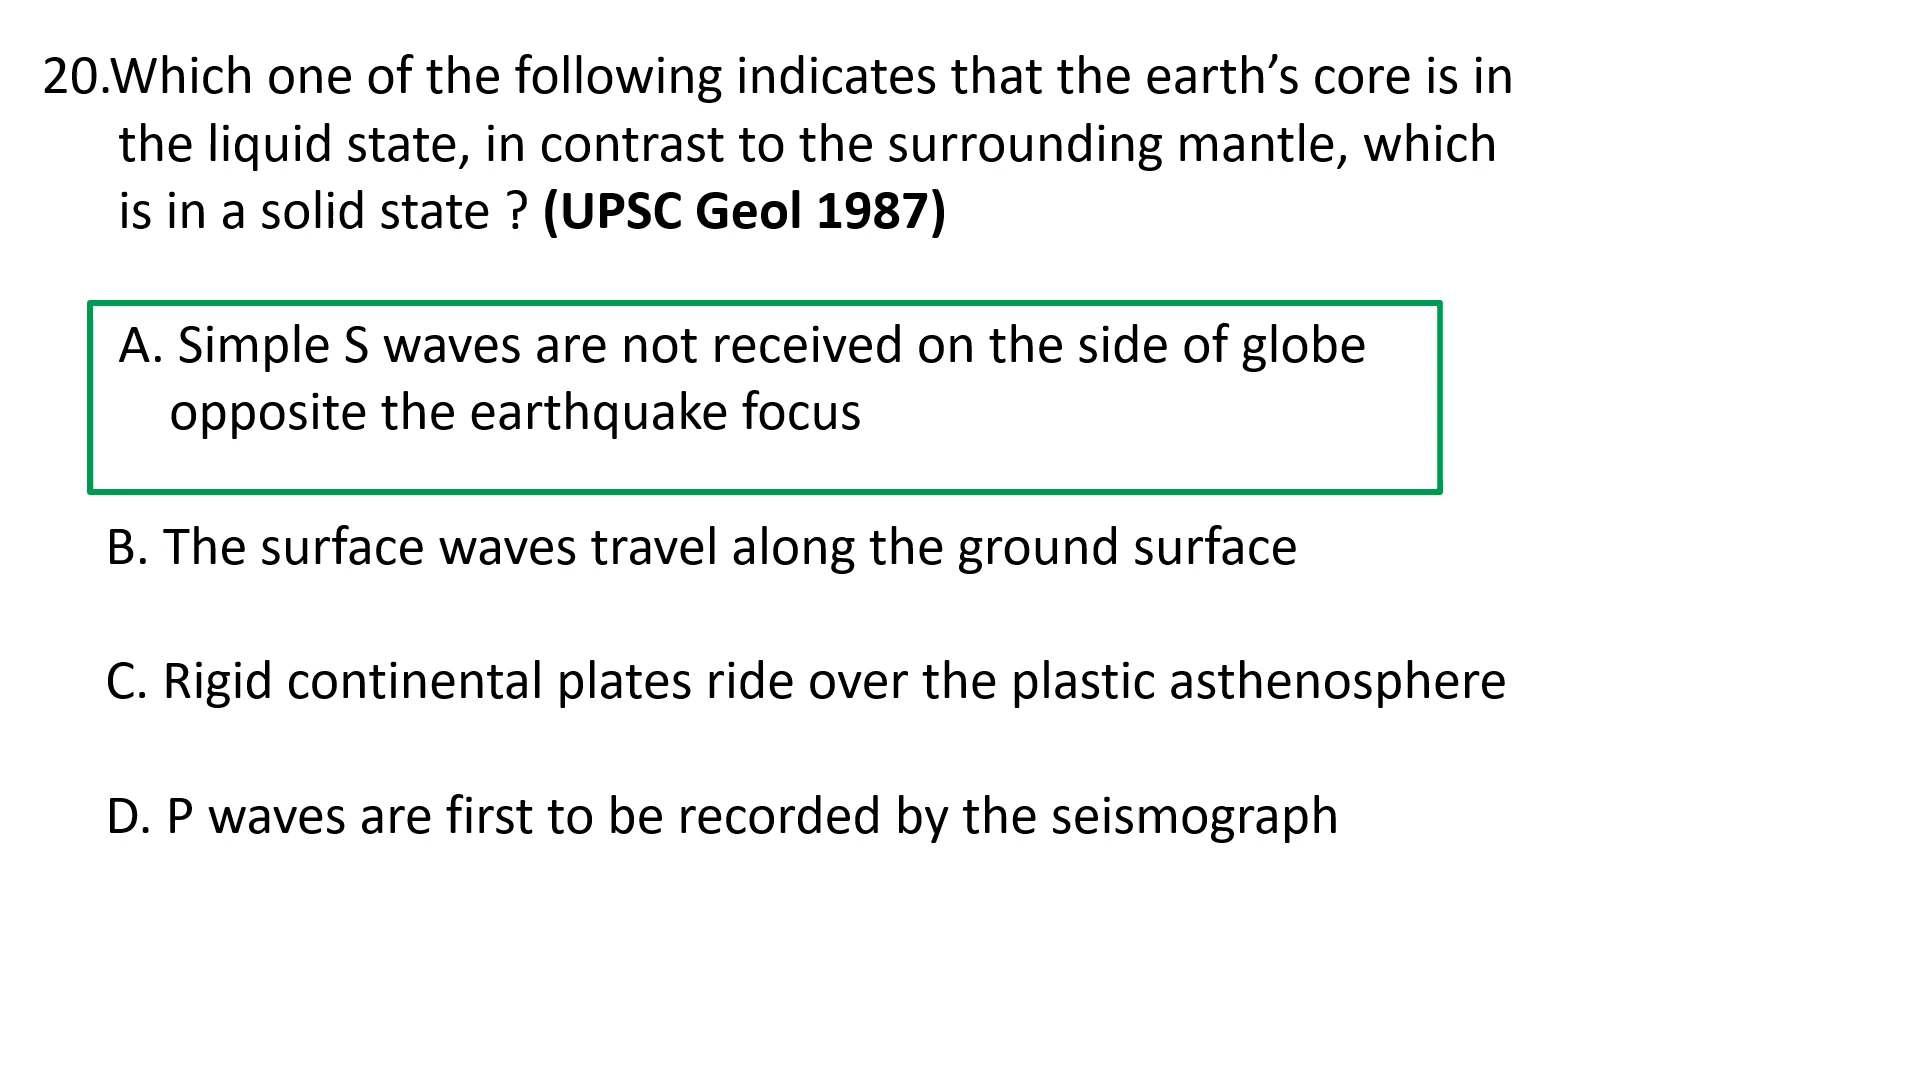 20.Which one of the following indicates that the earth’s core is in
the liquid state, in contrast to the surrounding mantle, which
is in a solid state ? (UPSC Geol 1987)
A. Simple S waves are not received on the side of globe
opposite the earthquake focus
B. The surface waves travel along the ground surface
C. Rigid continental plates ride over the plastic asthenosphere
D. P waves are first to be recorded by the seismograph